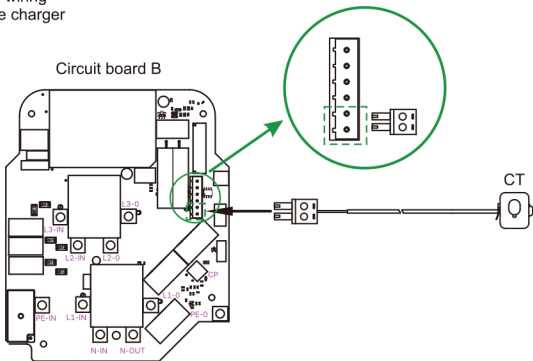 wiring
e charger
Circuit board B
CT
L3-0
L3-IN
L2-IN
L2-0
CP
L1-0
PE-IN
L1-IN
PE-0
N-IN
N-OUT